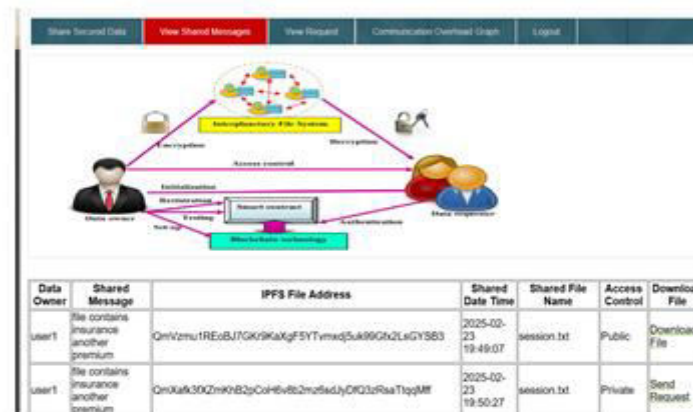 Share Secured Data View Shared Messages View Request Communication Overhead Graph Logout
Interplanetary File System
Encryption Decryption
Access control
Initialization
Registration
Smart contract
Data owner Testing Authentication Data requester
Set up
Blockchain technology
Data Owner Shared Message IPFS File Address Shared Date Time Shared File Name Access Control Download File
user1 file contains insurance another premium 2025-02-23 19:49:07 session.txt Public Download File
user1 file contains insurance another premium 2025-02-23 19:50:27 session.txt Private Send Request